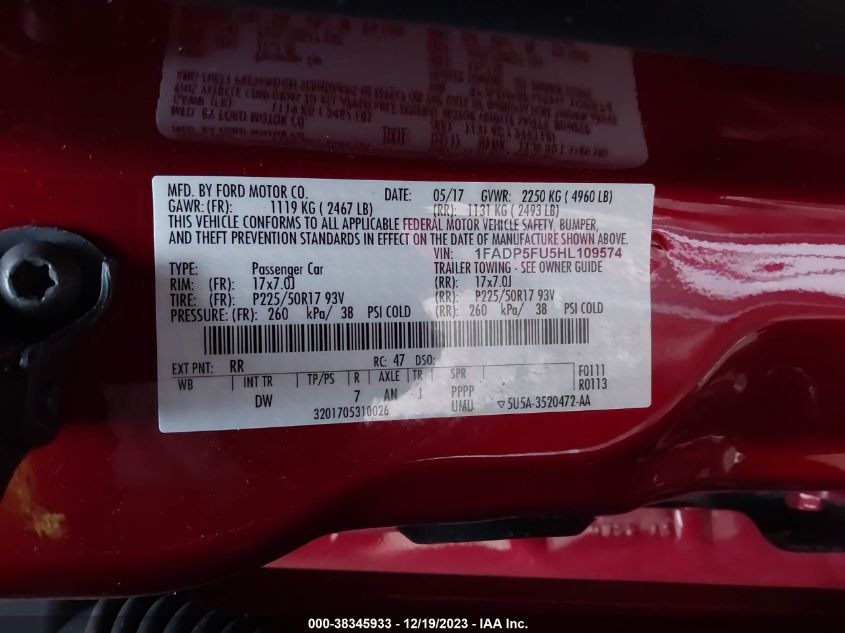 MFD. BY FORD MOTOR CO. DATE: 05/17 GVWR: 2250 KG ( 4960 LB)
GAWR: (FR): 1119 KG ( 2467 LB) (RR): 1131 KG ( 2493 LB)
THIS VEHICLE CONFORMS TO ALL APPLICABLE FEDERAL MOTOR VEHICLE SAFETY, BUMPER,
AND THEFT PREVENTION STANDARDS IN EFFECT ON THE DATE OF MANUFACTURE SHOWN ABOVE.
VIN: 1FADP5FU5HL109574
TYPE: Passenger Car TRAILER TOWING - SEE OWNER GUIDE
RIM: (FR): 17x7.0J (RR): 17x7.0J
TIRE: (FR): P225/50R17 93V (RR): P225/50R17 93V
PRESSURE: (FR): 260 kPa/ 38 PSI COLD (RR): 260 kPa/ 38 PSI COLD
EXT PNT: RR RC: 47 DSO: F0111
WB INT TR TP/PS R AXLE TR SPR R0113
DW 7 AN J PPPP
3201705310026 UMU ▽5U5A-3520472-AA
000-38345933 - 12/19/2023 - IAA Inc.